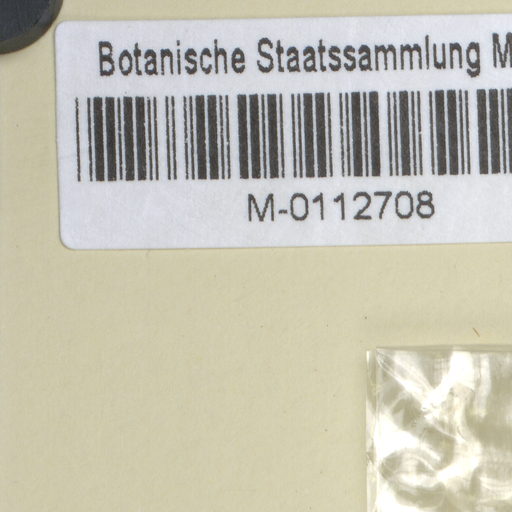 Botanische Staatssammlung M
M-0112708